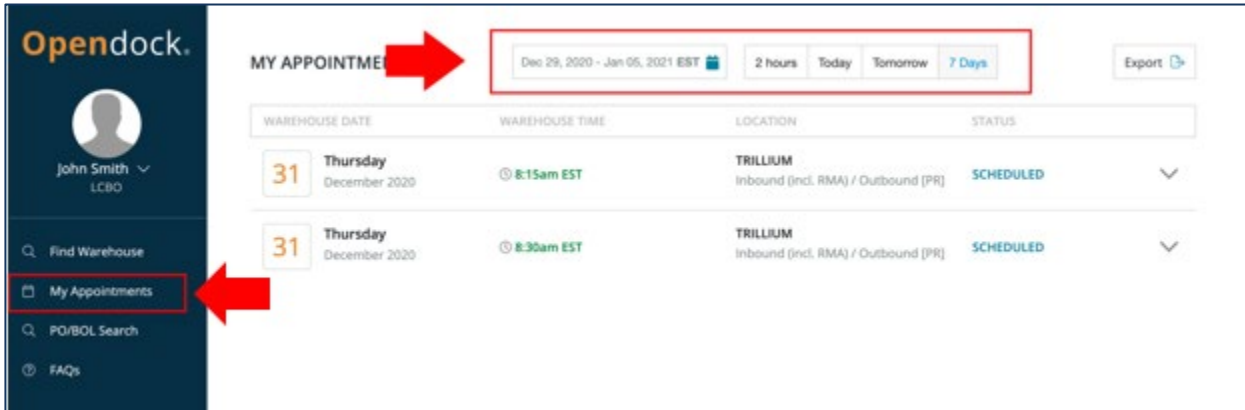 Opendock.
John Smith
LCBO
Find Warehouse
My Appointments
PO/BOL Search
FAQs
MY APPOINTME
Dec 29, 2020 - Jan 05, 2021 EST
2 hours Today Tomorrow 7 Days
Export
WAREHOUSE DATE WAREHOUSE TIME LOCATION STATUS
31 Thursday 8:15am EST TRILLIUM SCHEDULED
December 2020 Inbound (incl. RMA) / Outbound [PR]
31 Thursday 8:30am EST TRILLIUM SCHEDULED
December 2020 Inbound (incl. RMA) / Outbound [PR]